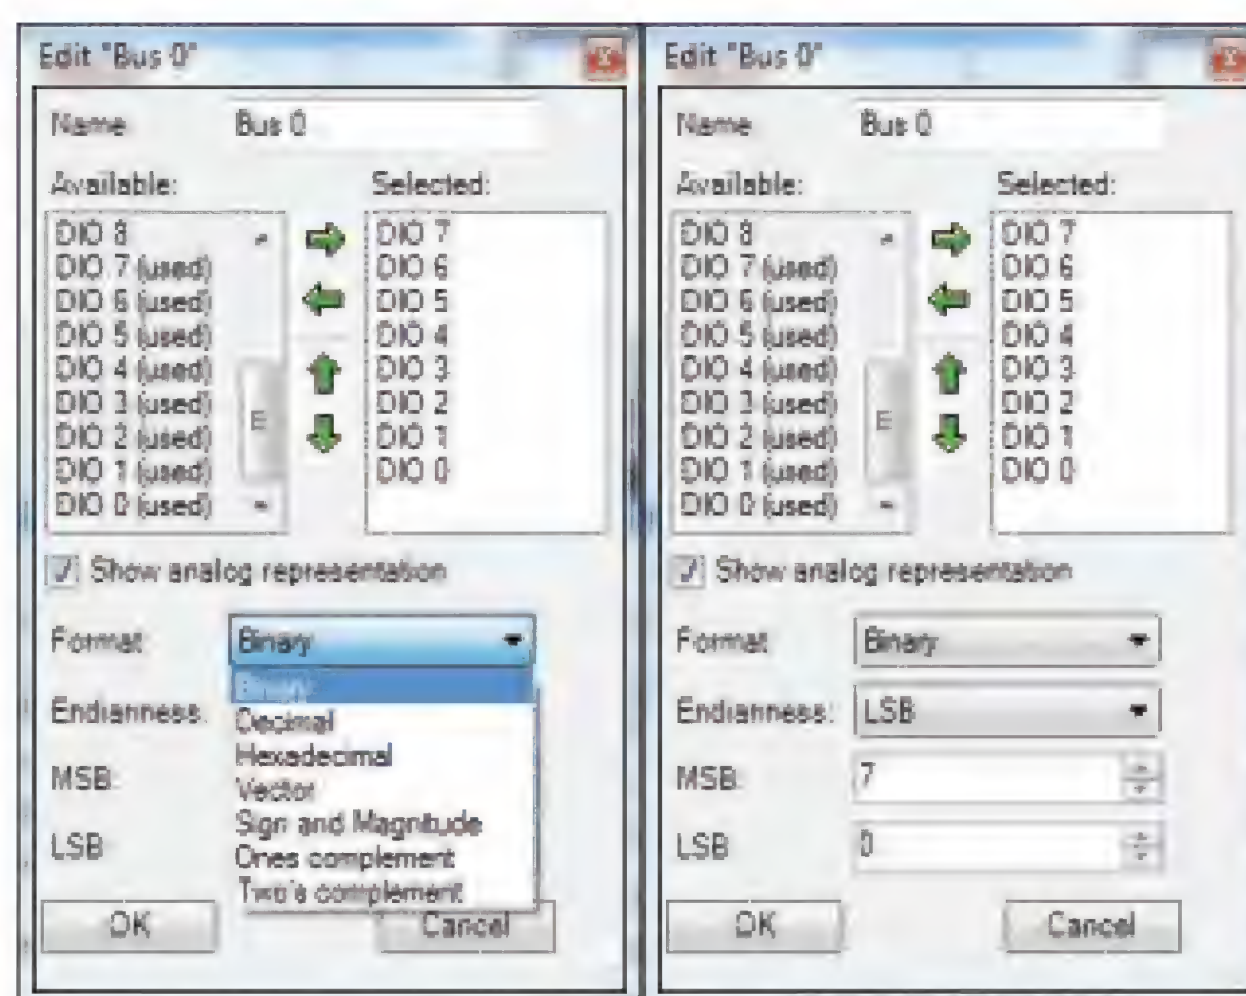 Edit "Bus 0"
Name Bus 0
Available: Selected:
DIO 8
DIO 7 (used)
DIO 6 (used)
DIO 5 (used)
DIO 4 (used)
DIO 3 (used)
DIO 2 (used)
DIO 1 (used)
DIO 0 (used)
DIO 7
DIO 6
DIO 5
DIO 4
DIO 3
DIO 2
DIO 1
DIO 0
Show analog representation
Format: Binary
Binary
Endianness:
Decimal
Hexadecimal
MSB:
Vector
Sign and Magnitude
LSB:
Ones complement
Two's complement
OK Cancel
Edit "Bus 0"
Name Bus 0
Available: Selected:
DIO 8
DIO 7 (used)
DIO 6 (used)
DIO 5 (used)
DIO 4 (used)
DIO 3 (used)
DIO 2 (used)
DIO 1 (used)
DIO 0 (used)
DIO 7
DIO 6
DIO 5
DIO 4
DIO 3
DIO 2
DIO 1
DIO 0
Show analog representation
Format: Binary
Endianness: LSB
MSB: 7
LSB: 0
OK Cancel